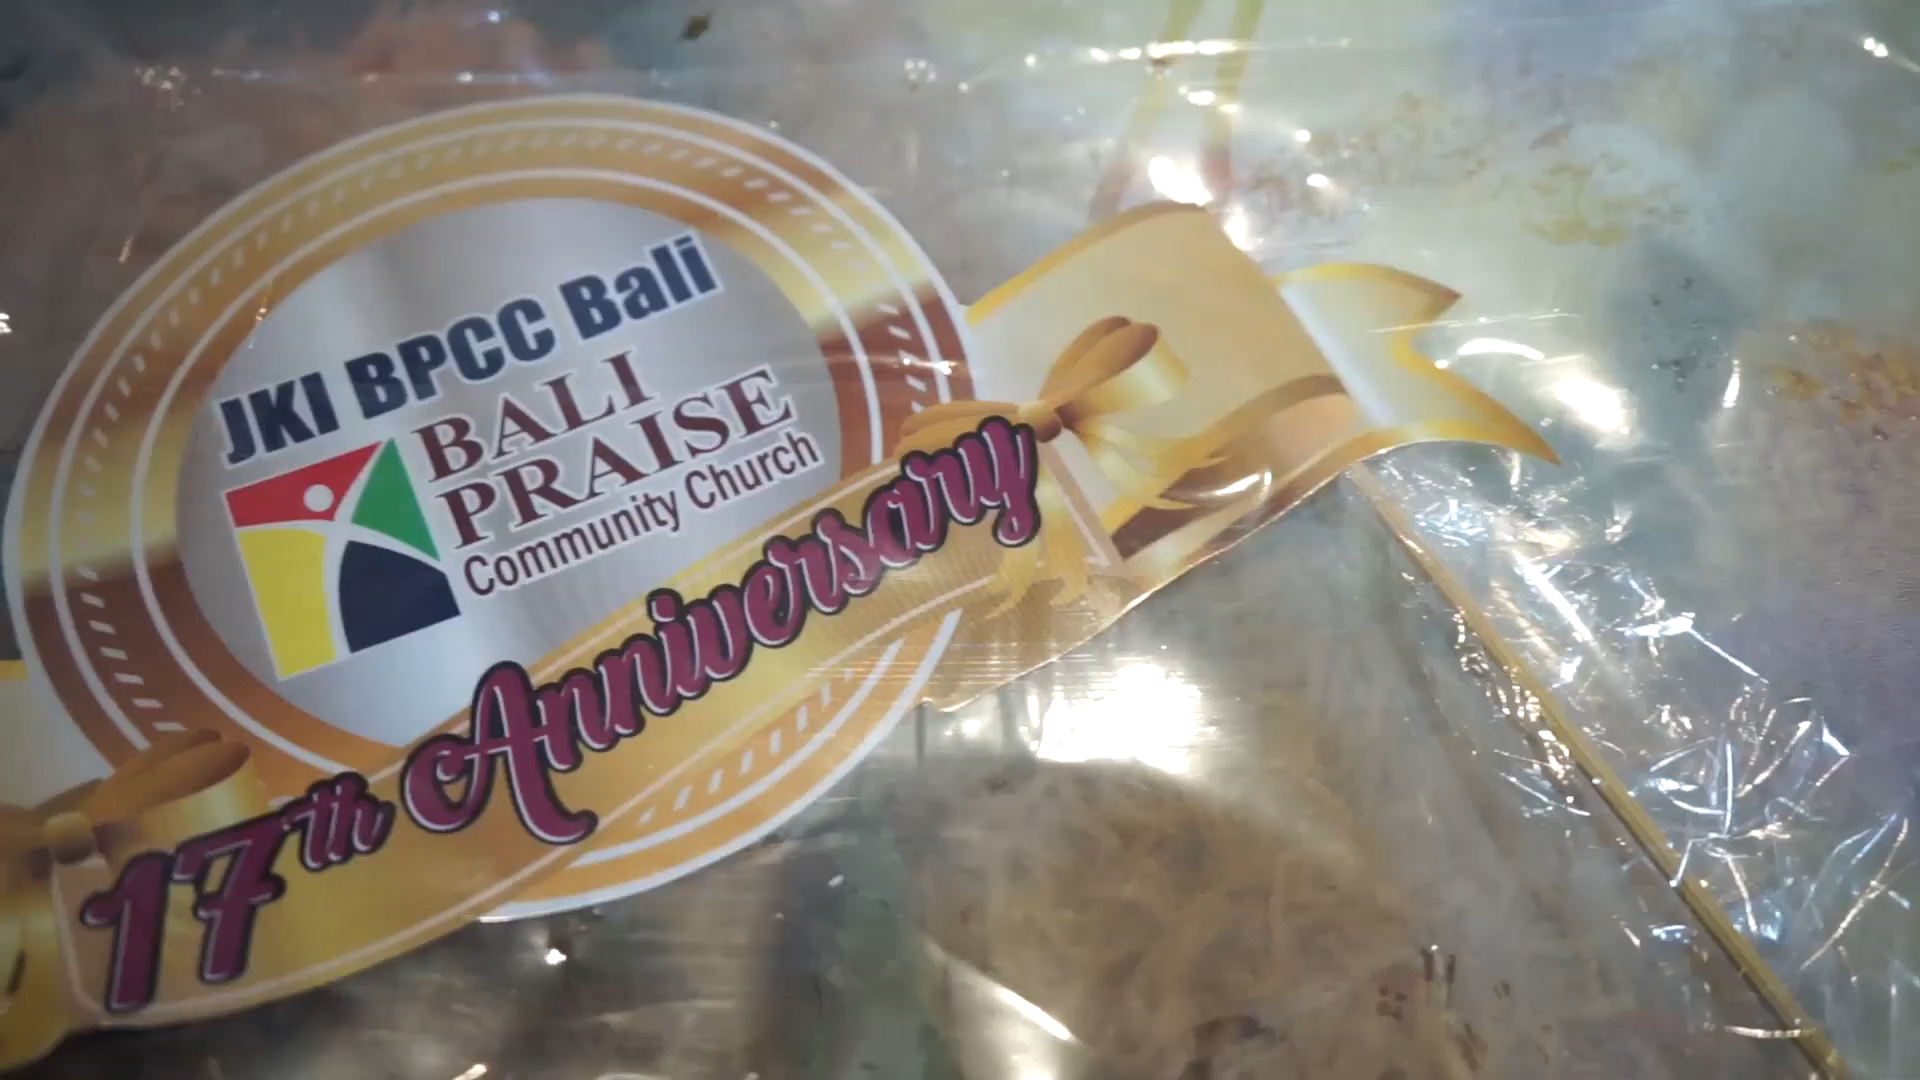 JKI BPCC Bali
BALI
PRAISE
Community Church
17th Anniversary